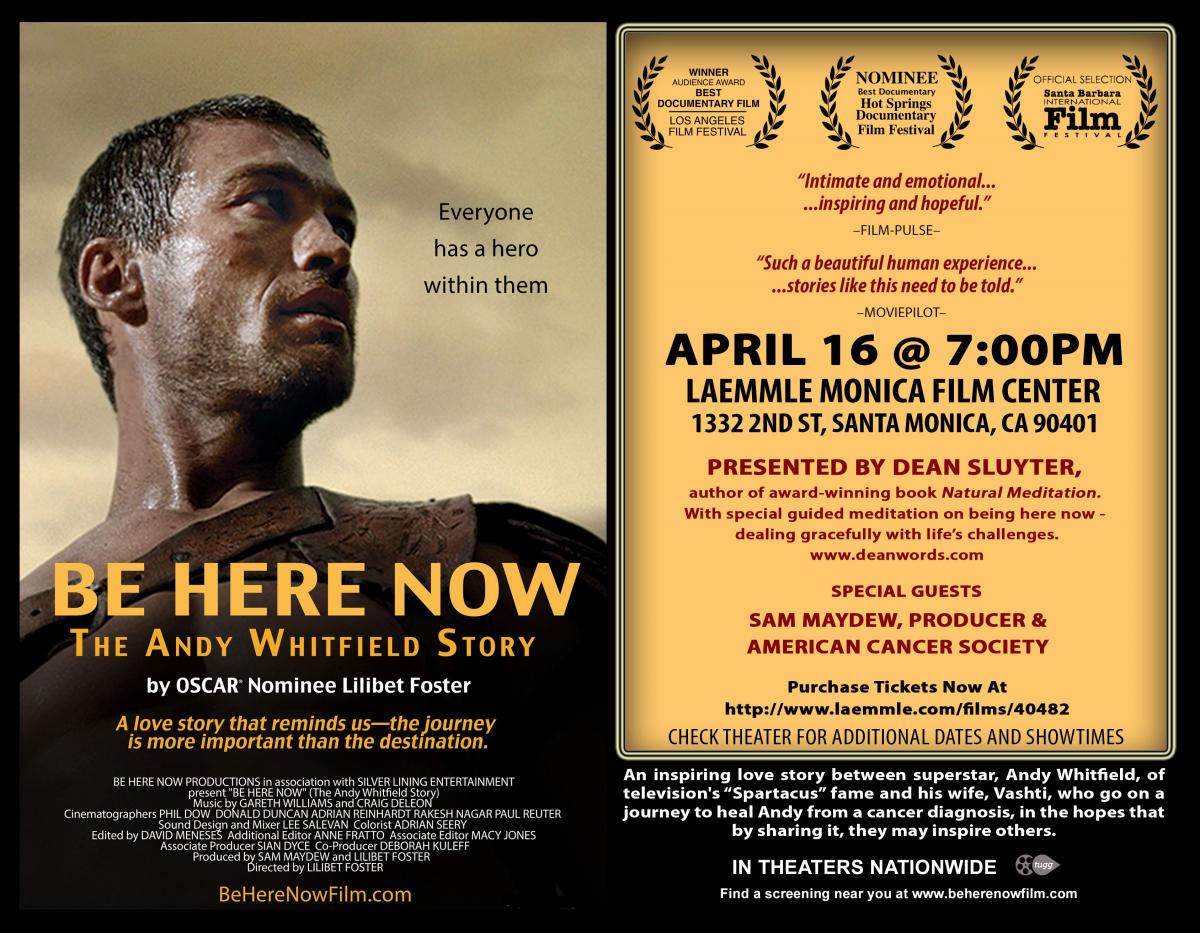 Everyone
has a hero
within them
BE HERE NOW
THE ANDY WHITFIELD STORY
by OSCAR® Nominee Lilibet Foster
A love story that reminds us—the journey
is more important than the destination.
BE HERE NOW PRODUCTIONS in association with SILVER LINING ENTERTAINMENT
present "BE HERE NOW" (The Andy Whitfield Story)
Music by GARETH WILLIAMS and CRAIG DELEON
Cinematographers PHIL DOW DONALD DUNCAN ADRIAN REINHARDT RAKESH NAGAR PAUL REUTER
Sound Design and Mixer LEE SALEVAN Colorist ADRIAN SEERY
Edited by DAVID MENESES Additional Editor ANNE FRATTO Associate Editor MACY JONES
Associate Producer SIAN DYCE Co-Producer DEBORAH KULEFF
Produced by SAM MAYDEW and LILIBET FOSTER
Directed by LILIBET FOSTER
BeHereNowFilm.com
WINNER
AUDIENCE AWARD
BEST
DOCUMENTARY FILM
LOS ANGELES
FILM FESTIVAL
NOMINEE
Best Documentary
Hot Springs
Documentary
Film Festival
OFFICIAL SELECTION
Santa Barbara
INTERNATIONAL
Film
FESTIVAL
“Intimate and emotional...
...inspiring and hopeful.”
–FILM-PULSE–
“Such a beautiful human experience...
...stories like this need to be told.”
–MOVIEPILOT–
APRIL 16 @ 7:00PM
LAEMMLE MONICA FILM CENTER
1332 2ND ST, SANTA MONICA, CA 90401
PRESENTED BY DEAN SLUYTER,
author of award-winning book Natural Meditation.
With special guided meditation on being here now -
dealing gracefully with life’s challenges.
www.deanwords.com
SPECIAL GUESTS
SAM MAYDEW, PRODUCER &
AMERICAN CANCER SOCIETY
Purchase Tickets Now At
http://www.laemmle.com/films/40482
CHECK THEATER FOR ADDITIONAL DATES AND SHOWTIMES
An inspiring love story between superstar, Andy Whitfield, of
television's “Spartacus” fame and his wife, Vashti, who go on a
journey to heal Andy from a cancer diagnosis, in the hopes that
by sharing it, they may inspire others.
IN THEATERS NATIONWIDE
tugg
Find a screening near you at www.beherenowfilm.com